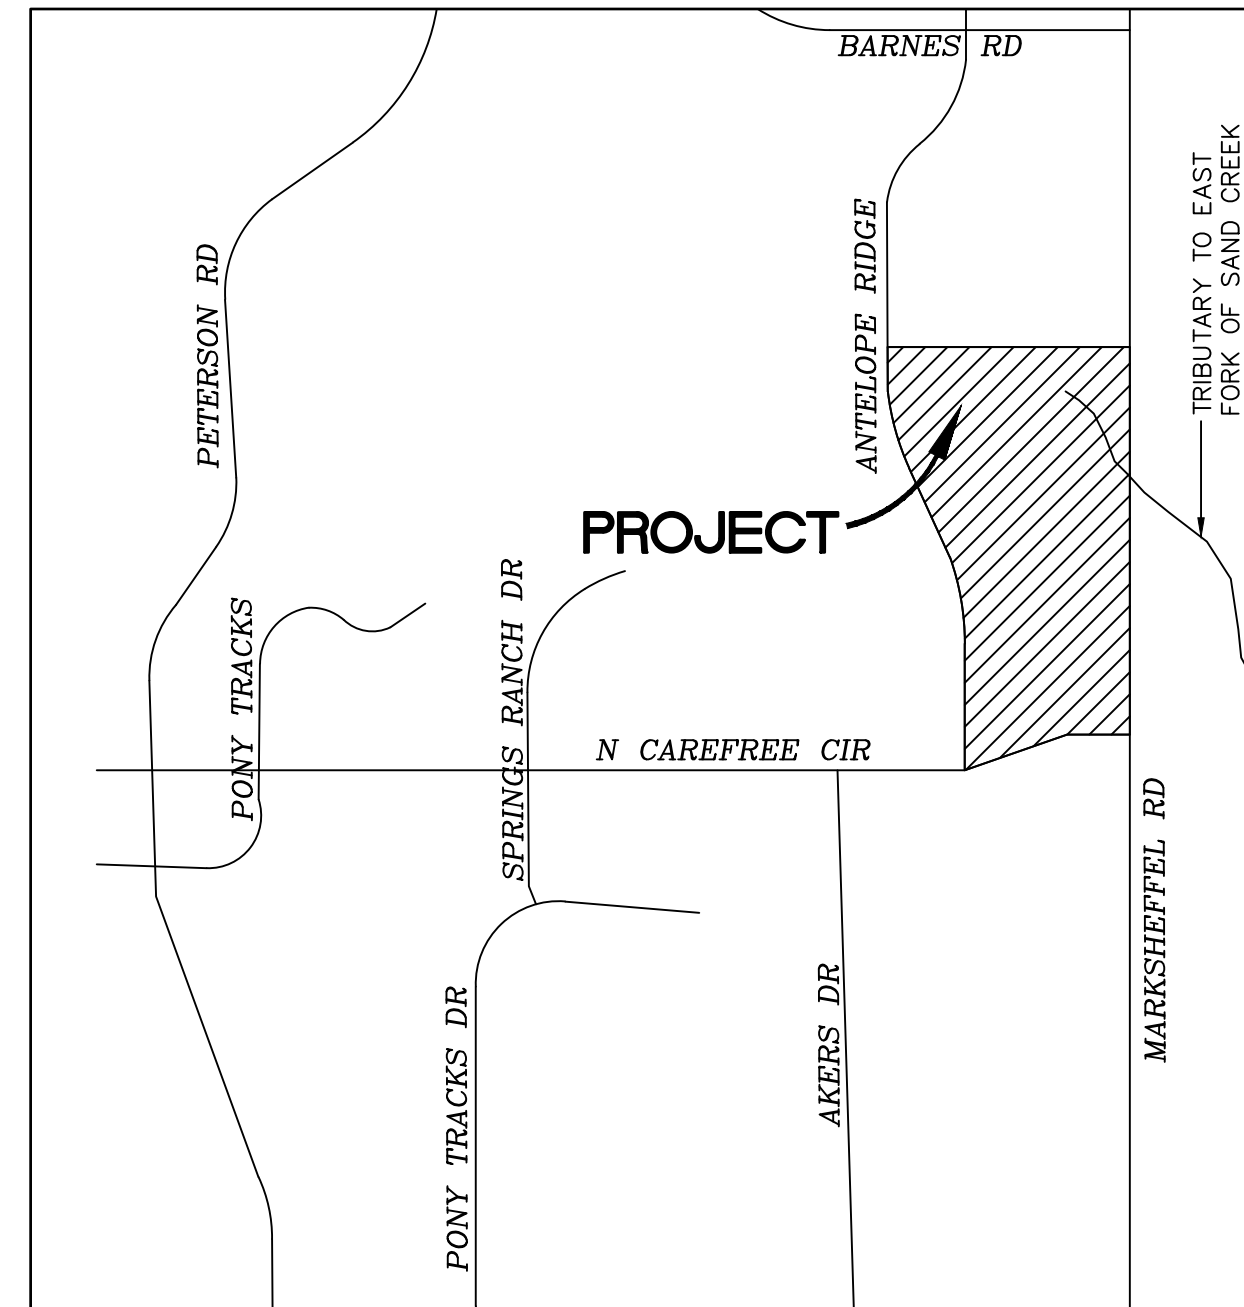 BARNES RD
TRIBUTARY TO EAST
FORK OF SAND CREEK
PETERSON RD
ANTELOPE RIDGE
PROJECT
SPRINGS RANCH DR
PONY TRACKS
N CAREFREE CIR
MARKSHEFFEL RD
AKERS DR
PONY TRACKS DR